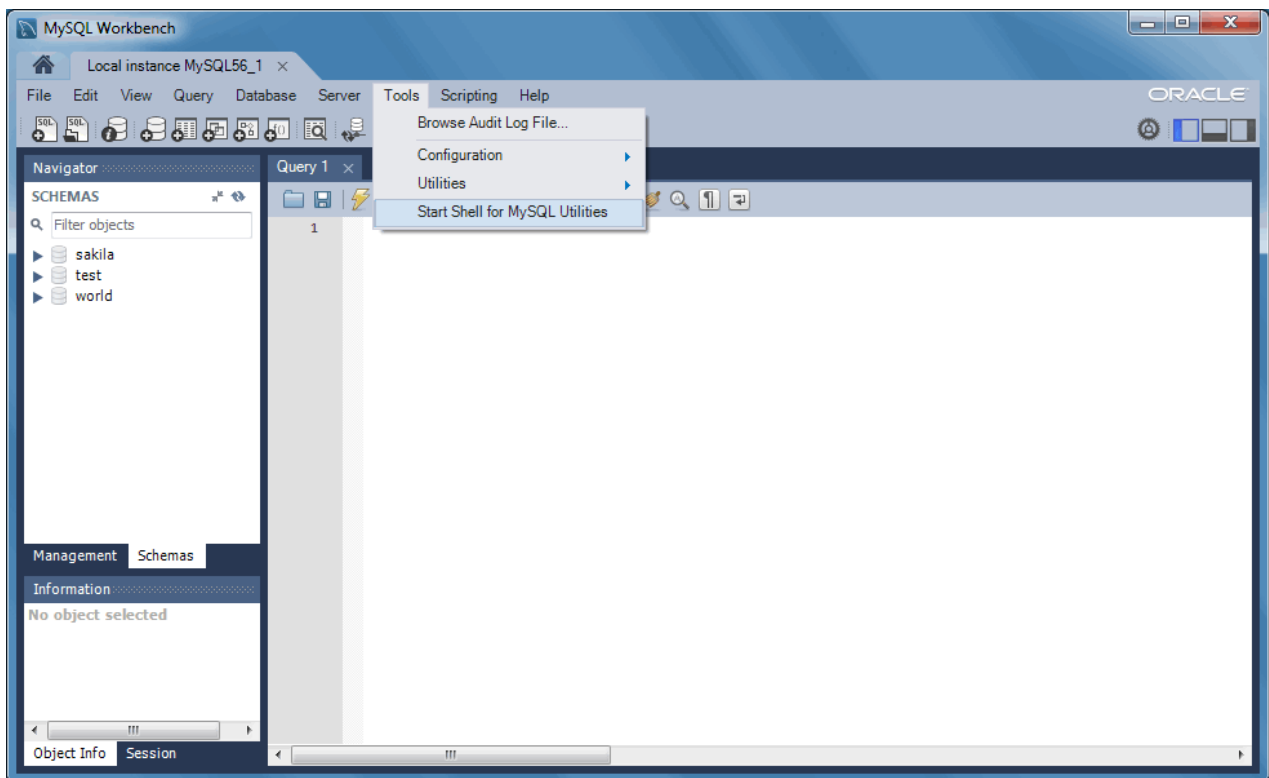 MySQL Workbench
Local instance MySQL56_1
File Edit View Query Database Server Tools Scripting Help
ORACLE
SQL SQL
Browse Audit Log File...
Configuration
Utilities
Start Shell for MySQL Utilities
Navigator
Query 1
SCHEMAS
Filter objects
1
sakila
test
world
Management Schemas
Information
No object selected
Object Info Session